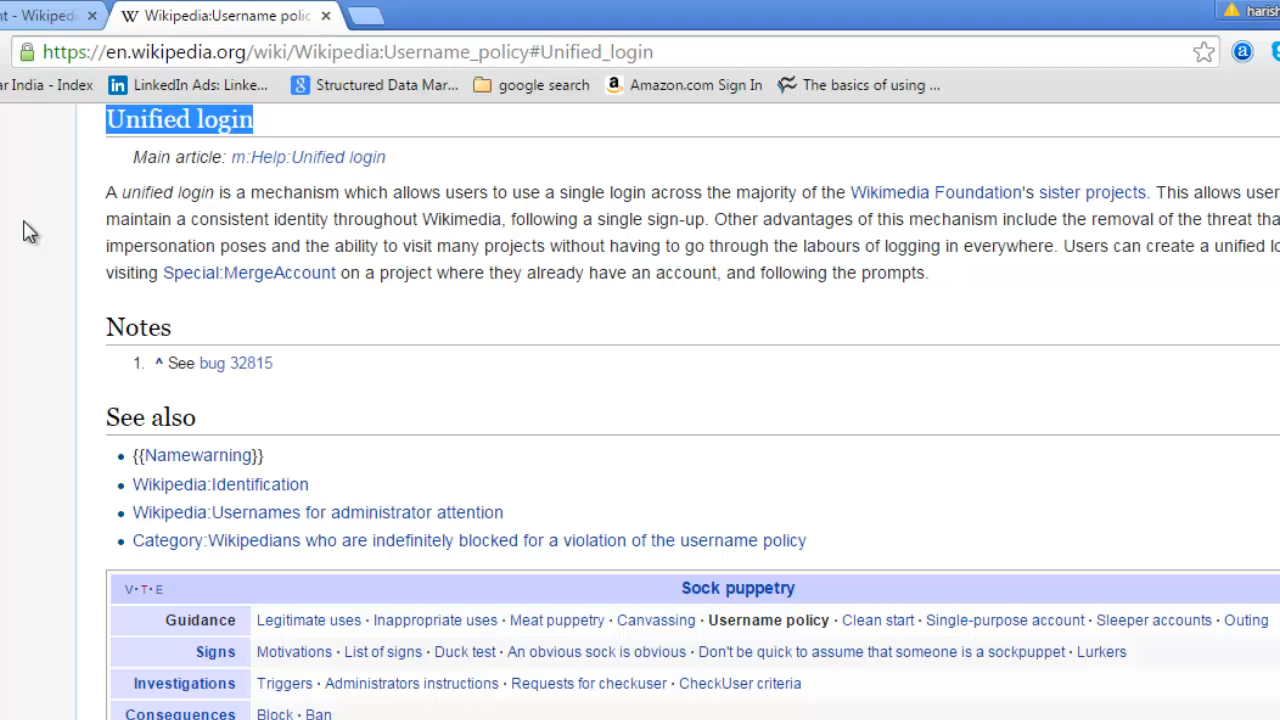 nt - Wikiped
Wikipedia:Username polic
harish
https://en.wikipedia.org/wiki/Wikipedia:Username_policy#Unified_login
ar India - Index
LinkedIn Ads: Linke...
Structured Data Mar...
google search
Amazon.com Sign In
The basics of using ...
Unified login
Main article: m:Help:Unified login
A unified login is a mechanism which allows users to use a single login across the majority of the Wikimedia Foundation's sister projects. This allows user
maintain a consistent identity throughout Wikimedia, following a single sign-up. Other advantages of this mechanism include the removal of the threat tha
impersonation poses and the ability to visit many projects without having to go through the labours of logging in everywhere. Users can create a unified lo
visiting Special:MergeAccount on a project where they already have an account, and following the prompts.
Notes
1. ^ See bug 32815
See also
• {{Namewarning}}
• Wikipedia:Identification
• Wikipedia:Usernames for administrator attention
• Category:Wikipedians who are indefinitely blocked for a violation of the username policy
V · T · E
Sock puppetry
Guidance
Legitimate uses · Inappropriate uses · Meat puppetry · Canvassing · Username policy · Clean start · Single-purpose account · Sleeper accounts · Outing
Signs
Motivations · List of signs · Duck test · An obvious sock is obvious · Don't be quick to assume that someone is a sockpuppet · Lurkers
Investigations
Triggers · Administrators instructions · Requests for checkuser · CheckUser criteria
Consequences
Block · Ban